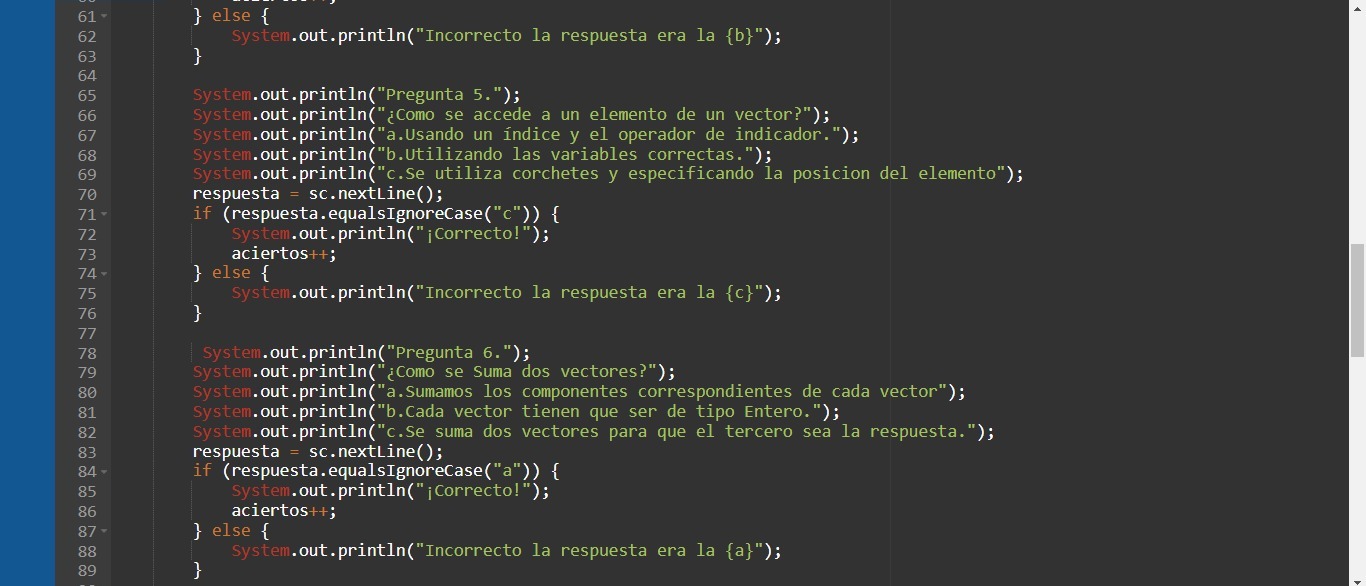 61 } else {
62 System.out.println("Incorrecto la respuesta era la {b}");
63 }
64
65 System.out.println("Pregunta 5.");
66 System.out.println("¿Como se accede a un elemento de un vector?");
67 System.out.println("a.Usando un índice y el operador de indicador.");
68 System.out.println("b.Utilizando las variables correctas.");
69 System.out.println("c.Se utiliza corchetes y especificando la posicion del elemento");
70 respuesta = sc.nextLine();
71 if (respuesta.equalsIgnoreCase("c")) {
72 System.out.println("¡Correcto!");
73 aciertos++;
74 } else {
75 System.out.println("Incorrecto la respuesta era la {c}");
76 }
77
78 System.out.println("Pregunta 6.");
79 System.out.println("¿Como se Suma dos vectores?");
80 System.out.println("a.Sumamos los componentes correspondientes de cada vector");
81 System.out.println("b.Cada vector tienen que ser de tipo Entero.");
82 System.out.println("c.Se suma dos vectores para que el tercero sea la respuesta.");
83 respuesta = sc.nextLine();
84 if (respuesta.equalsIgnoreCase("a")) {
85 System.out.println("¡Correcto!");
86 aciertos++;
87 } else {
88 System.out.println("Incorrecto la respuesta era la {a}");
89 }